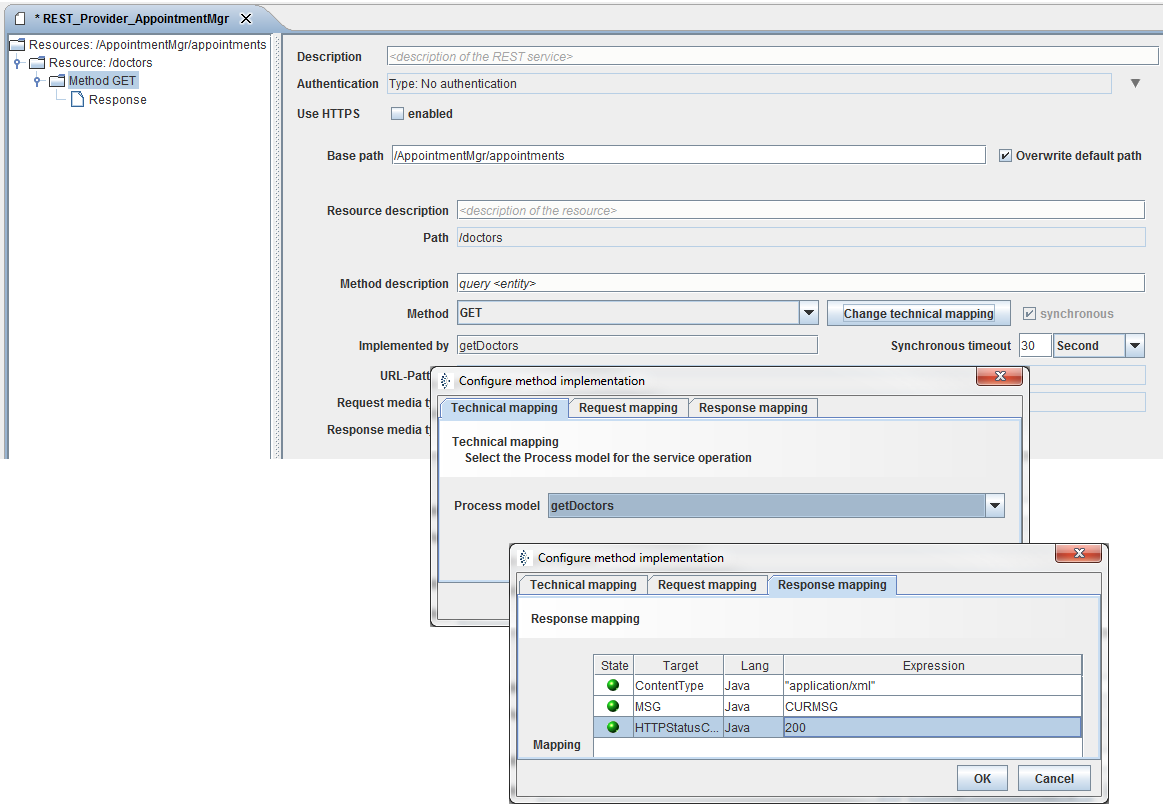 * REST_Provider_AppointmentMgr
Resources: /AppointmentMgr/appointments
Resource: /doctors
Method GET
Response
Description <description of the REST service>
Authentication Type: No authentication
Use HTTPS enabled
Base path /AppointmentMgr/appointments Overwrite default path
Resource description <description of the resource>
Path /doctors
Method description query <entity>
Method GET Change technical mapping synchronous
Implemented by getDoctors Synchronous timeout 30 Second
URL-Patt
Request media t
Response media t
Configure method implementation
Technical mapping Request mapping Response mapping
Technical mapping
Select the Process model for the service operation
Process model getDoctors
Configure method implementation
Technical mapping Request mapping Response mapping
Response mapping
State Target Lang Expression
ContentType Java "application/xml"
MSG Java CURMSG
HTTPStatusC... Java 200
Mapping
OK Cancel